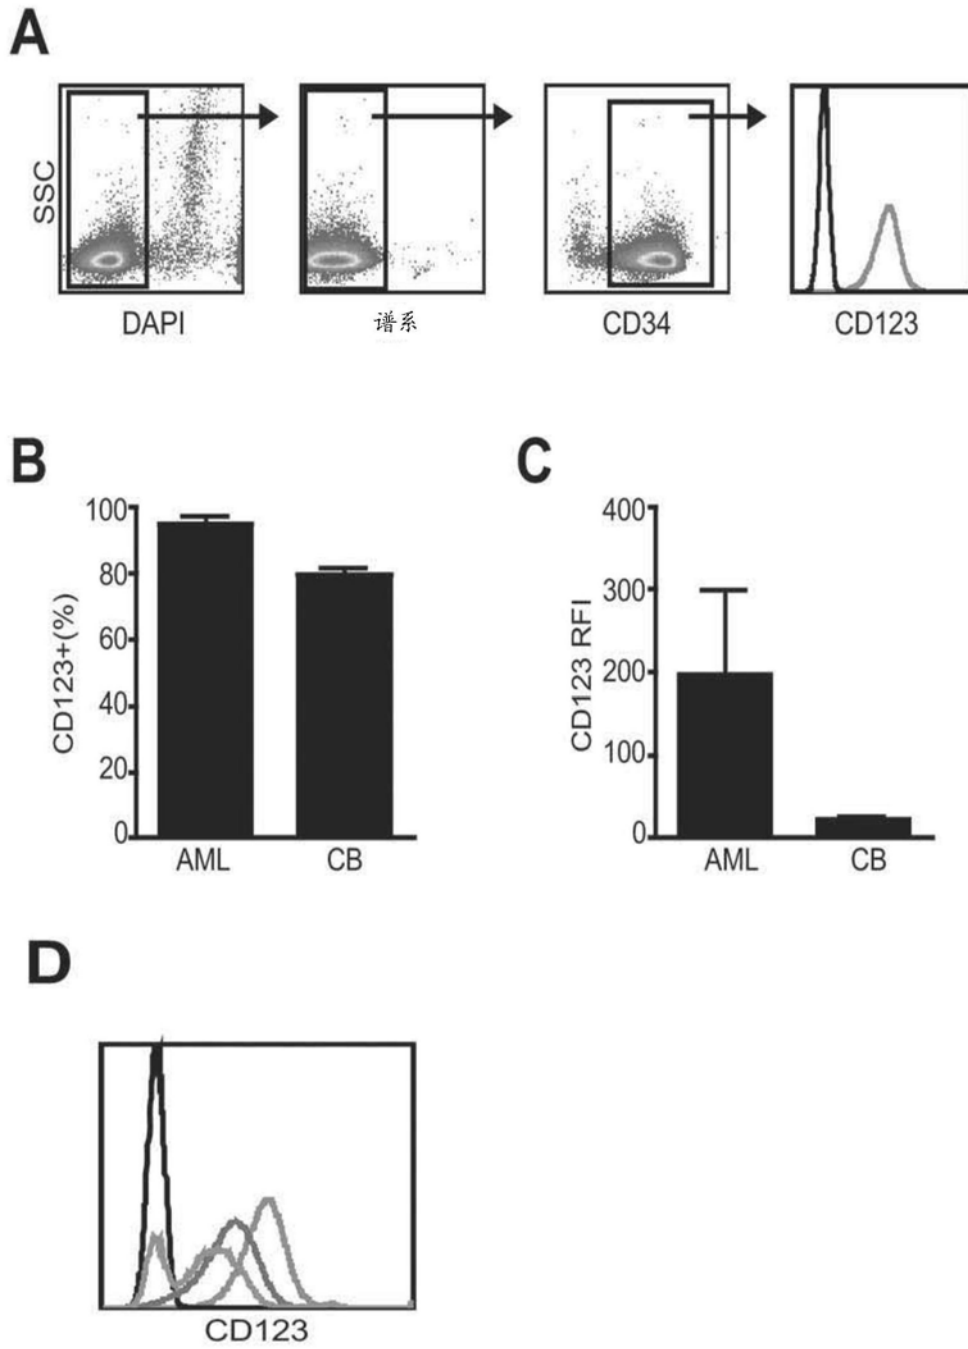 A
SSC
DAPI
谱系
CD34
CD123
B
CD123+(%)
100
80
60
40
20
0
AML
CB
C
CD123 RFI
400
300
200
100
0
AML
CB
D
CD123